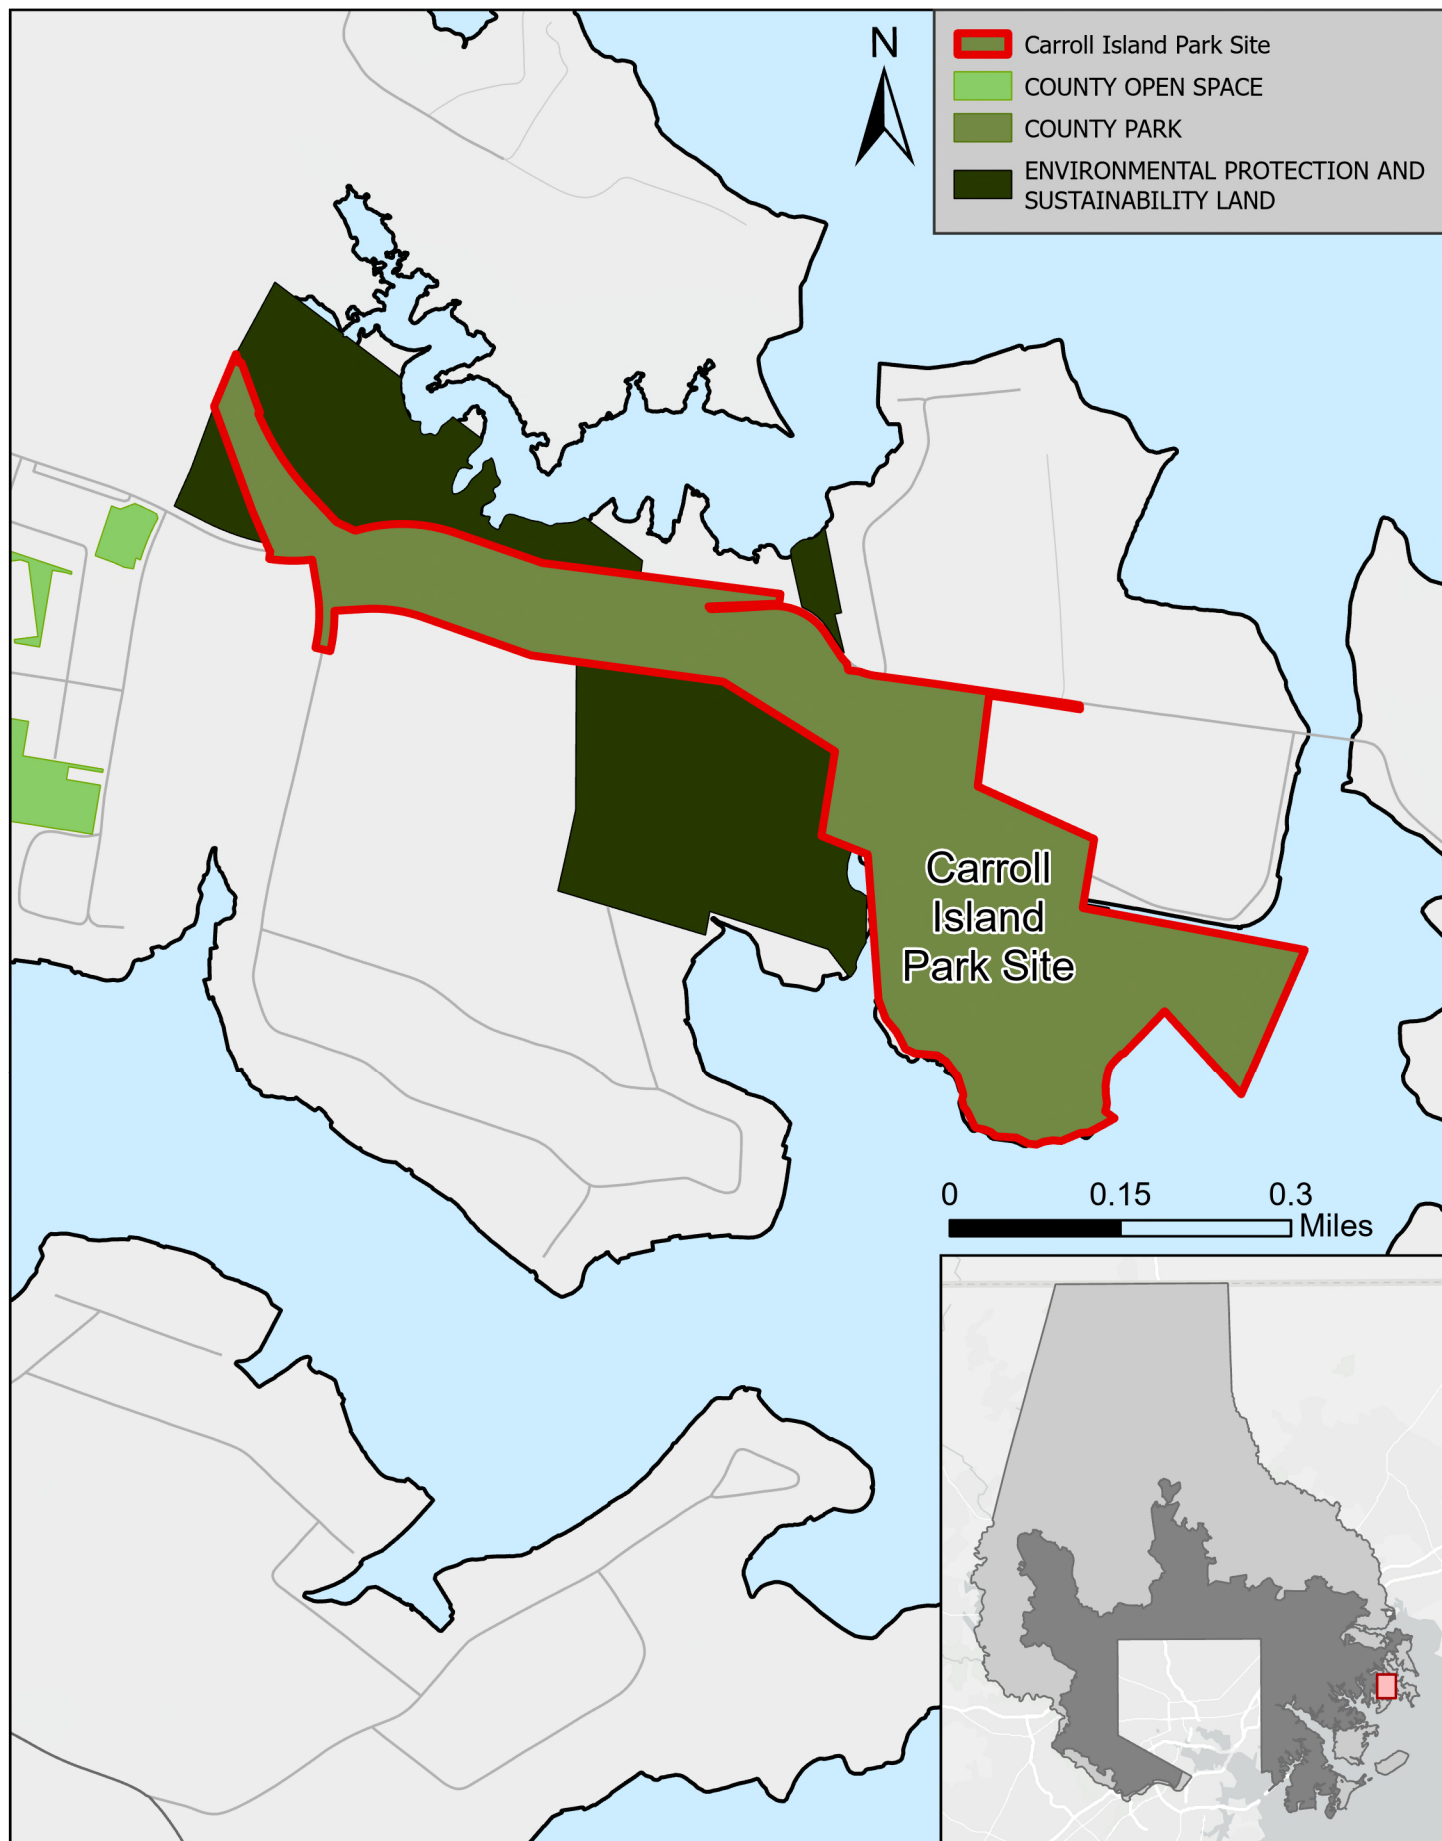 N
Carroll Island Park Site
COUNTY OPEN SPACE
COUNTY PARK
ENVIRONMENTAL PROTECTION AND
SUSTAINABILITY LAND
Carroll
Island
Park Site
0 0.15 0.3
Miles